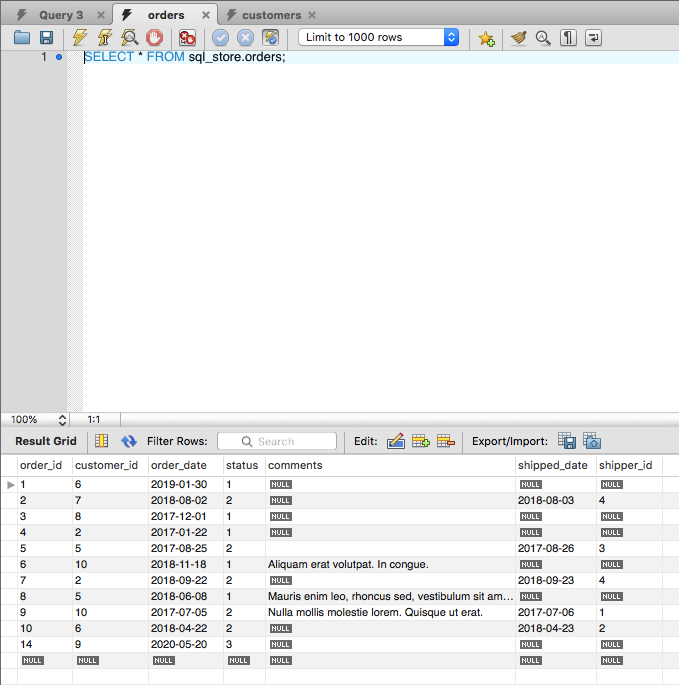 Query 3 orders customers
Limit to 1000 rows
1 SELECT * FROM sql_store.orders;
100% 1:1
Result Grid Filter Rows: Search Edit: Export/Import:
order_id customer_id order_date status comments shipped_date shipper_id
1 6 2019-01-30 1 NULL NULL NULL
2 7 2018-08-02 2 NULL 2018-08-03 4
3 8 2017-12-01 1 NULL NULL NULL
4 2 2017-01-22 1 NULL NULL NULL
5 5 2017-08-25 2 2017-08-26 3
6 10 2018-11-18 1 Aliquam erat volutpat. In congue. NULL NULL
7 2 2018-09-22 2 NULL 2018-09-23 4
8 5 2018-06-08 1 Mauris enim leo, rhoncus sed, vestibulum sit am... NULL NULL
9 10 2017-07-05 2 Nulla mollis molestie lorem. Quisque ut erat. 2017-07-06 1
10 6 2018-04-22 2 NULL 2018-04-23 2
14 9 2020-05-20 3 NULL NULL NULL
NULL NULL NULL NULL NULL NULL NULL